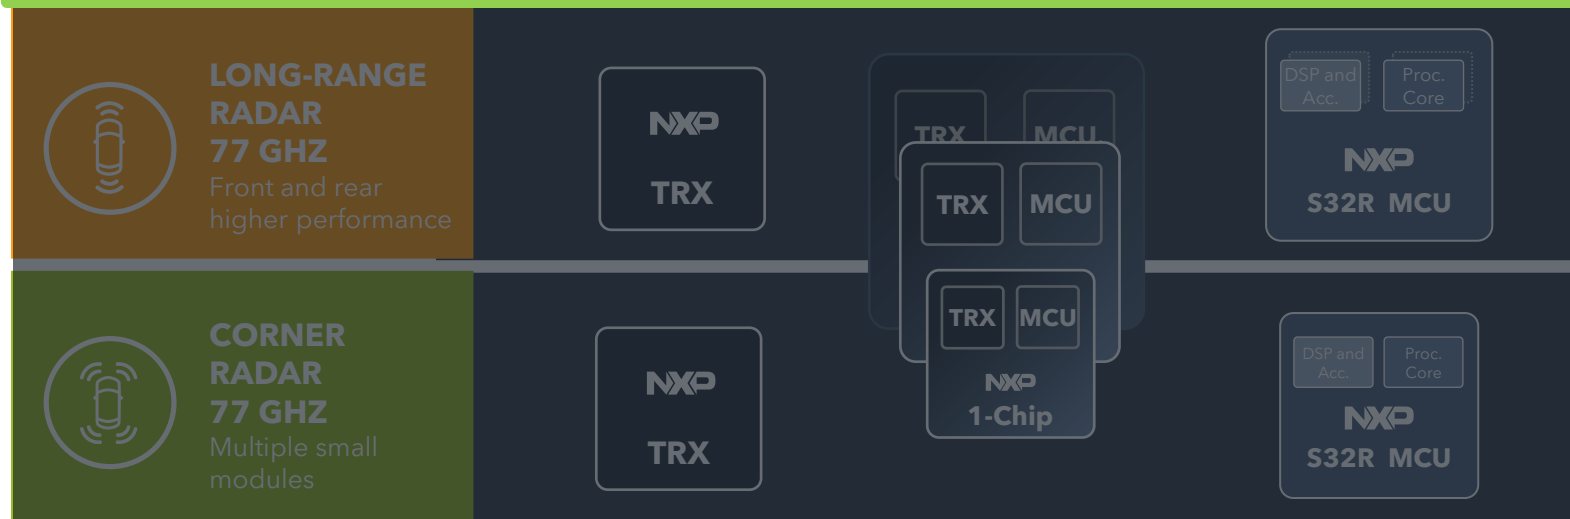 LONG-RANGE
RADAR
77 GHZ
Front and rear
higher performance
NXP
TRX
TRX MCU
TRX MCU
TRX MCU
NXP
1-Chip
DSP and
Acc.
Proc.
Core
NXP
S32R MCU
CORNER
RADAR
77 GHZ
Multiple small
modules
NXP
TRX
DSP and
Acc.
Proc.
Core
NXP
S32R MCU